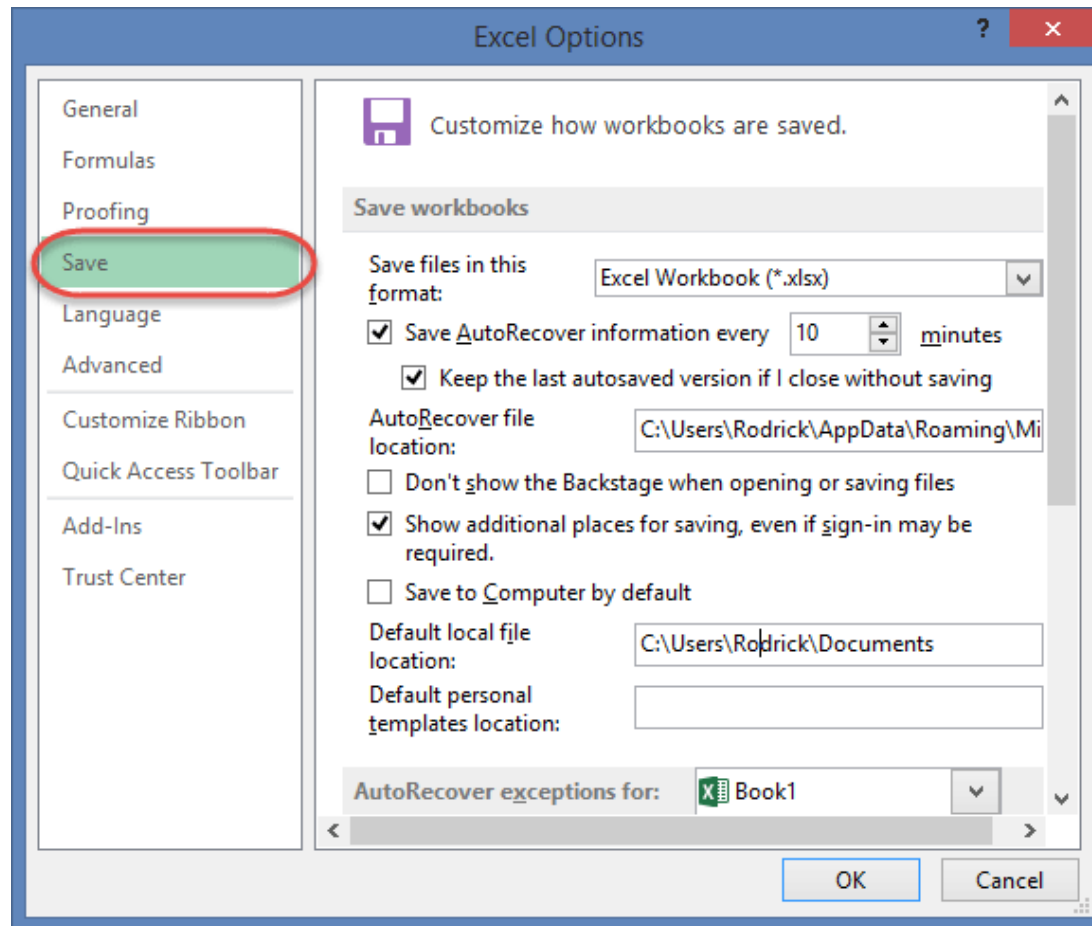 Excel Options
?
General
Formulas
Proofing
Save
Language
Advanced
Customize Ribbon
Quick Access Toolbar
Add-Ins
Trust Center
Customize how workbooks are saved.
Save workbooks
Save files in this
format:
Excel Workbook (*.xlsx)
Save AutoRecover information every 10 minutes
Keep the last autosaved version if I close without saving
AutoRecover file
location:
C:\Users\Rodrick\AppData\Roaming\Mi
Don't show the Backstage when opening or saving files
Show additional places for saving, even if sign-in may be
required.
Save to Computer by default
Default local file
location:
C:\Users\Rodrick\Documents
Default personal
templates location:
AutoRecover exceptions for: Book1
OK Cancel